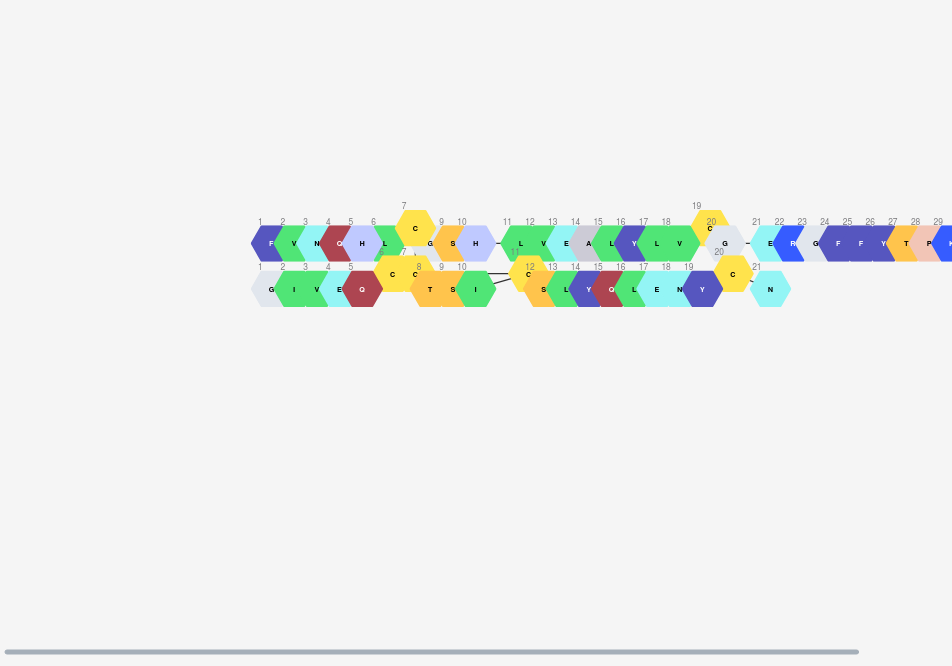 1 2 3 4 5 6 7 9 10 11 12 13 14 15 16 17 18 19 20 21 22 23 24 25 26 27 28 29
F V N Q H L C G S H L V E A L Y L V C G E R G F F Y T P
1 2 3 4 5 6 7 8 9 10 11 12 13 14 15 16 17 18 19 20 21
G I V E Q C C T S I C S L Y Q L E N Y C N